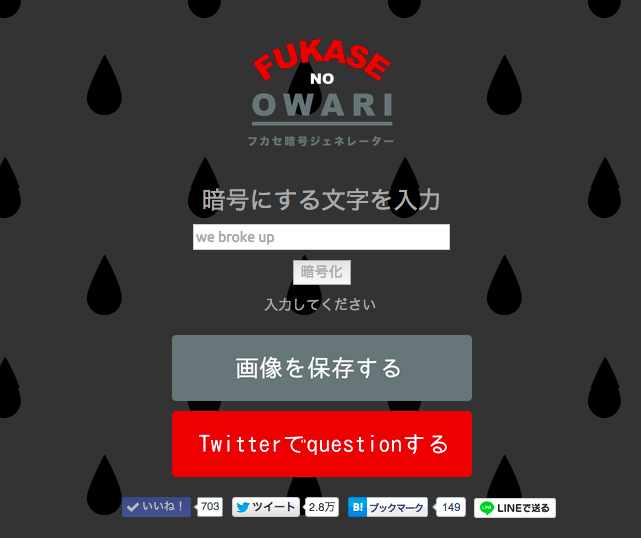 FUKASE
NO
OWARI
フカセ暗号ジェネレーター
暗号にする文字を入力
we broke up
暗号化
入力してください
画像を保存する
Twitterでquestionする
いいね！ 703 ツイート 2.8万 B! ブックマーク 149 LINE LINEで送る